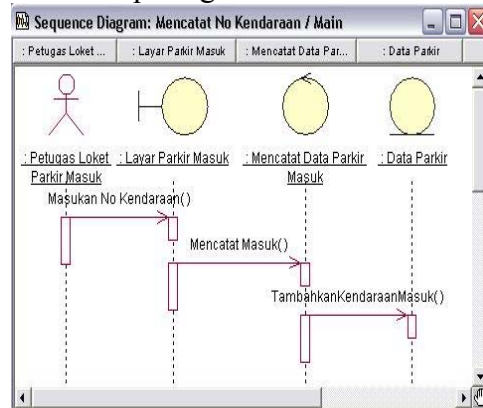 Sequence Diagram: Mencatat No Kendaraan / Main
: Petugas Loket ...
: Layar Parkir Masuk
: Mencatat Data Par...
: Data Parkir
: Petugas Loket Parkir Masuk
: Layar Parkir Masuk
: Mencatat Data Parkir Masuk
: Data Parkir
Masukan No Kendaraan()
Mencatat Masuk()
TambahkanKendaraanMasuk()